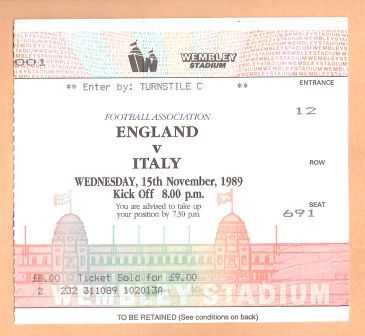 001
WEMBLEY
STADIUM
** Enter by: TURNSTILE C **
ENTRANCE
12
FOOTBALL ASSOCIATION
ENGLAND
v
ITALY
ROW
WEDNESDAY, 15th November, 1989
Kick Off 8.00 p.m.
You are advised to take up
your position by 7.30 p.m.
SEAT
691
£8.00 Ticket Sold for £9.00
2 232 311089 102013A
WEMBLEY STADIUM
TO BE RETAINED (See conditions on back)